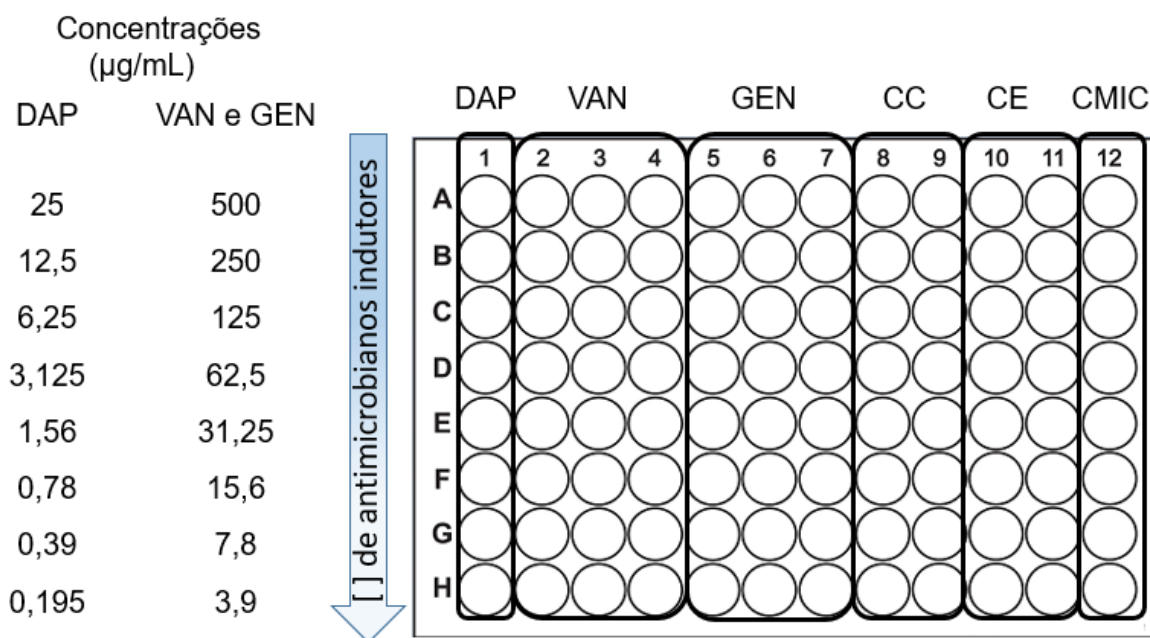 Concentrações
(µg/mL)
DAP VAN e GEN
25 500
12,5 250
6,25 125
3,125 62,5
1,56 31,25
0,78 15,6
0,39 7,8
0,195 3,9
[ ] de antimicrobianos indutores
DAP VAN GEN CC CE CMIC
1 2 3 4 5 6 7 8 9 10 11 12
A
B
C
D
E
F
G
H